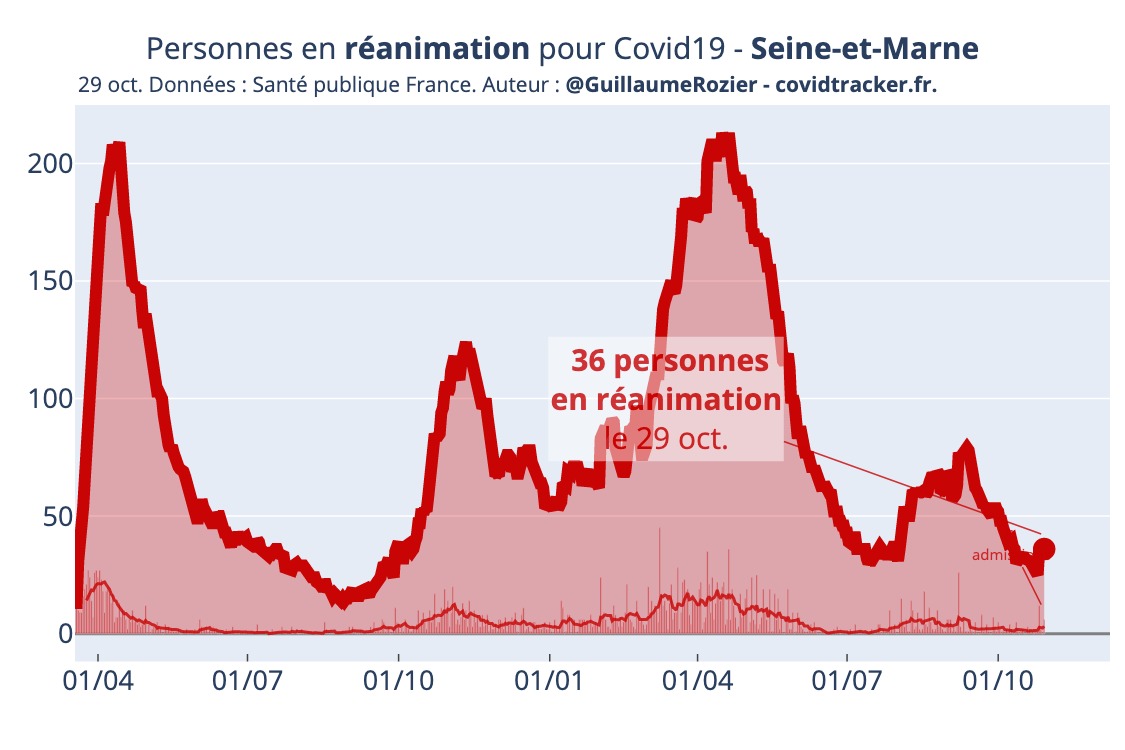 Personnes en réanimation pour Covid19 - Seine-et-Marne
29 oct. Données : Santé publique France. Auteur : @GuillaumeRozier - covidtracker.fr.
200
150
100
50
0
36 personnes
en réanimation
le 29 oct.
01/04
01/07
01/10
01/01
01/04
01/07
01/10